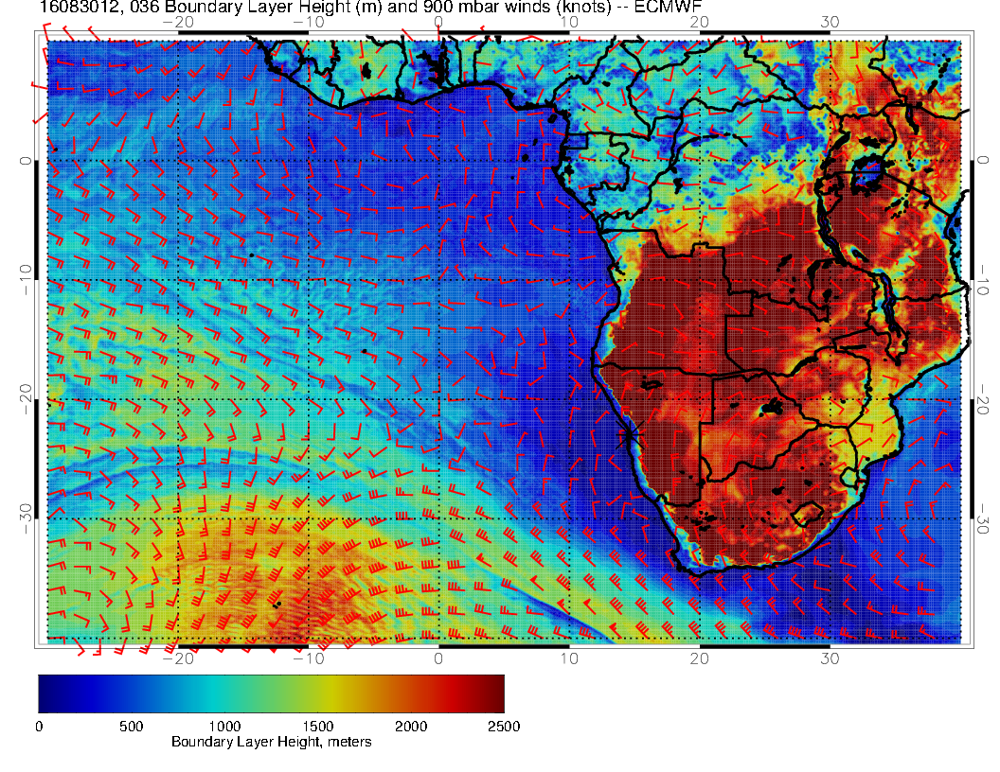 16083012, 036 Boundary Layer Height (m) and 900 mbar winds (knots) -- ECMWF
-20 -10 0 10 20 30
0 0
-10 -10
-20 -20
-30 -30
-20 -10 0 10 20 30
0 500 1000 1500 2000 2500
Boundary Layer Height, meters